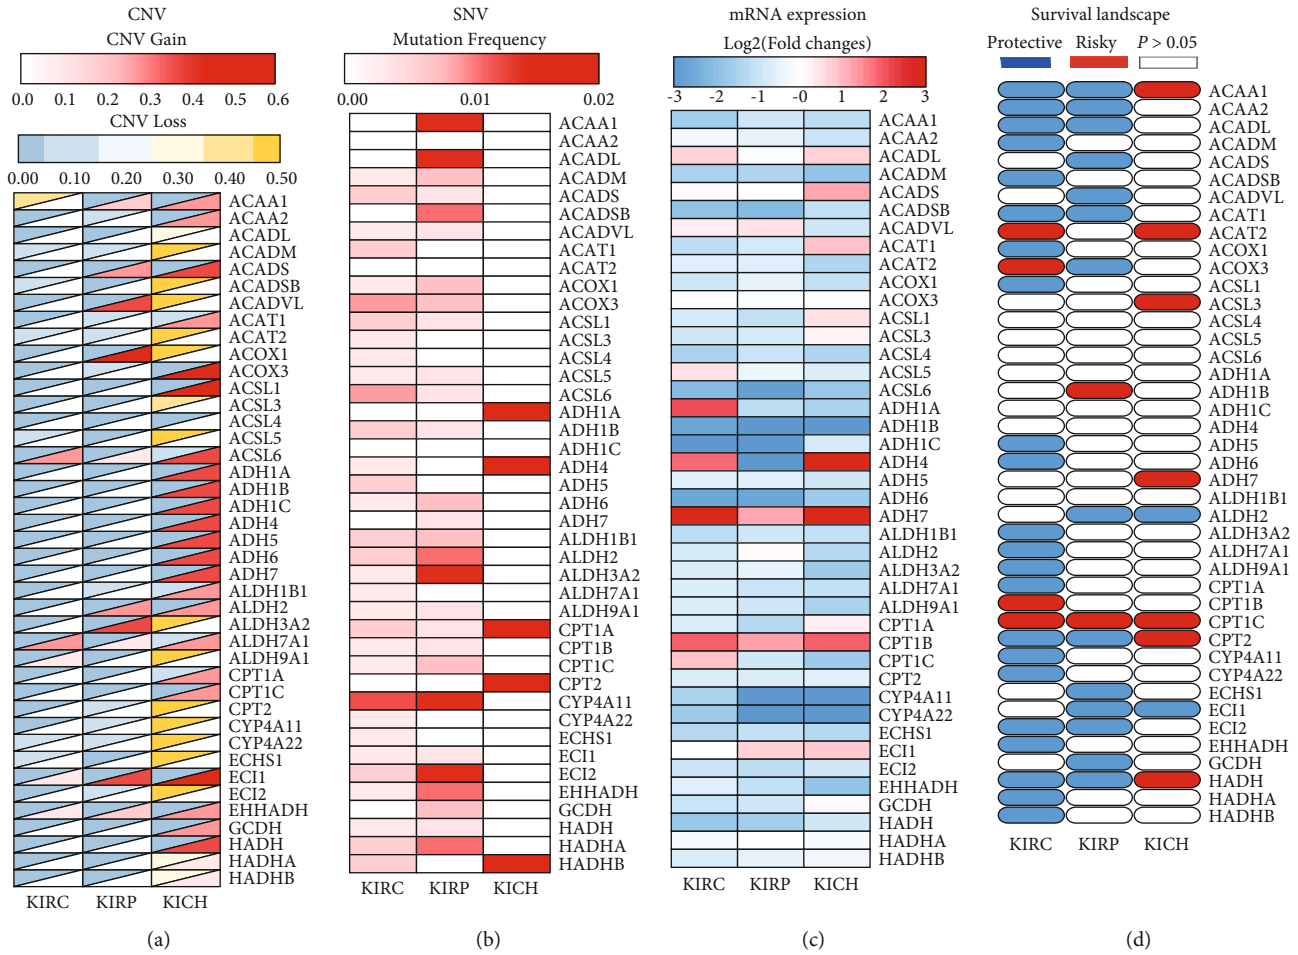 CNV
CNV Gain
0.0 0.1 0.2 0.3 0.4 0.5 0.6
CNV Loss
0.00 0.20 0.30 0.40 0.50
ACAA1
ACAA2
ACADL
ACADM
ACADS
ACADSB
ACADVL
ACAT1
ACAT2
ACOX1
ACOX3
ACSL1
ACSL3
ACSL4
ACSL5
ACSL6
ADH1A
ADH1B
ADH1C
ADH4
ADH5
ADH6
ADH7
ALDH1B1
ALDH2
ALDH3A2
ALDH7A1
ALDH9A1
CPT1A
CPT1C
CPT2
CYP4A11
CYP4A22
ECHS1
ECI1
ECI2
EHHADH
GCDH
HADH
HADHA
HADHB
KIRC KIRP KICH
(a)
SNV
Mutation Frequency
0.00 0.01 0.02
ACAA1
ACAA2
ACADL
ACADM
ACADS
ACADSB
ACADVL
ACAT1
ACAT2
ACOX1
ACOX3
ACSL1
ACSL3
ACSL4
ACSL5
ACSL6
ADH1A
ADH1B
ADH1C
ADH4
ADH5
ADH6
ADH7
ALDH1B1
ALDH2
ALDH3A2
ALDH7A1
ALDH9A1
CPT1A
CPT1B
CPT1C
CPT2
CYP4A11
CYP4A22
ECHS1
ECI1
ECI2
EHHADH
GCDH
HADH
HADHA
HADHB
KIRC KIRP KICH
(b)
mRNA expression
Log2(Fold changes)
-3 -2 -1 -0 2 3
ACAA1
ACAA2
ACADL
ACADM
ACADS
ACADSB
ACADVL
ACAT1
ACAT2
ACOX1
ACOX3
ACSL1
ACSL3
ACSL4
ACSL5
ACSL6
ADH1A
ADH1B
ADH1C
ADH4
ADH5
ADH6
ADH7
ALDH1B1
ALDH2
ALDH3A2
ALDH7A1
ALDH9A1
CPT1A
CPT1B
CPT1C
CPT2
CYP4A11
CYP4A22
ECHS1
ECI1
ECI2
EHHADH
GCDH
HADH
HADHA
HADHB
KIRC KIRP KICH
(c)
Survival landscape
Protective Risky P > 0.05
ACAA1
ACAA2
ACADL
ACADM
ACADS
ACADSB
ACADVL
ACAT1
ACAT2
ACOX1
ACOX3
ACSL1
ACSL3
ACSL4
ACSL5
ACSL6
ADH1A
ADH1B
ADH1C
ADH4
ADH5
ADH6
ADH7
ALDH1B1
ALDH2
ALDH3A2
ALDH7A1
ALDH9A1
CPT1A
CPT1B
CPT1C
CPT2
CYP4A11
CYP4A22
ECHS1
ECI1
ECI2
EHHADH
GCDH
HADH
HADHA
HADHB
KIRC KIRP KICH
(d)